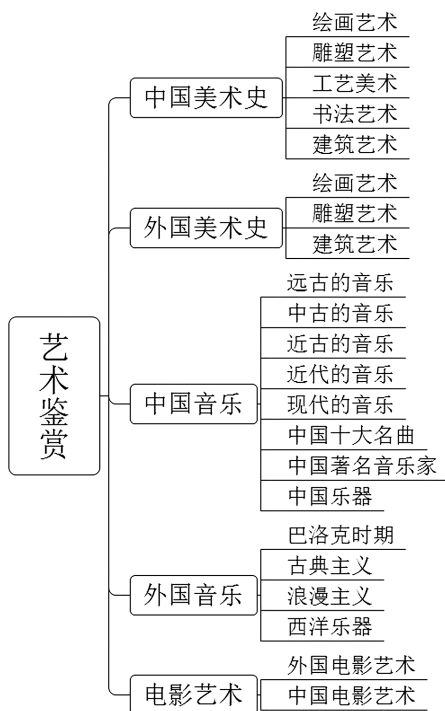 艺术鉴赏
中国美术史
绘画艺术
雕塑艺术
工艺美术
书法艺术
建筑艺术
外国美术史
绘画艺术
雕塑艺术
建筑艺术
中国音乐
远古的音乐
中古的音乐
近古的音乐
近代的音乐
现代的音乐
中国十大名曲
中国著名音乐家
中国乐器
外国音乐
巴洛克时期
古典主义
浪漫主义
西洋乐器
电影艺术
外国电影艺术
中国电影艺术